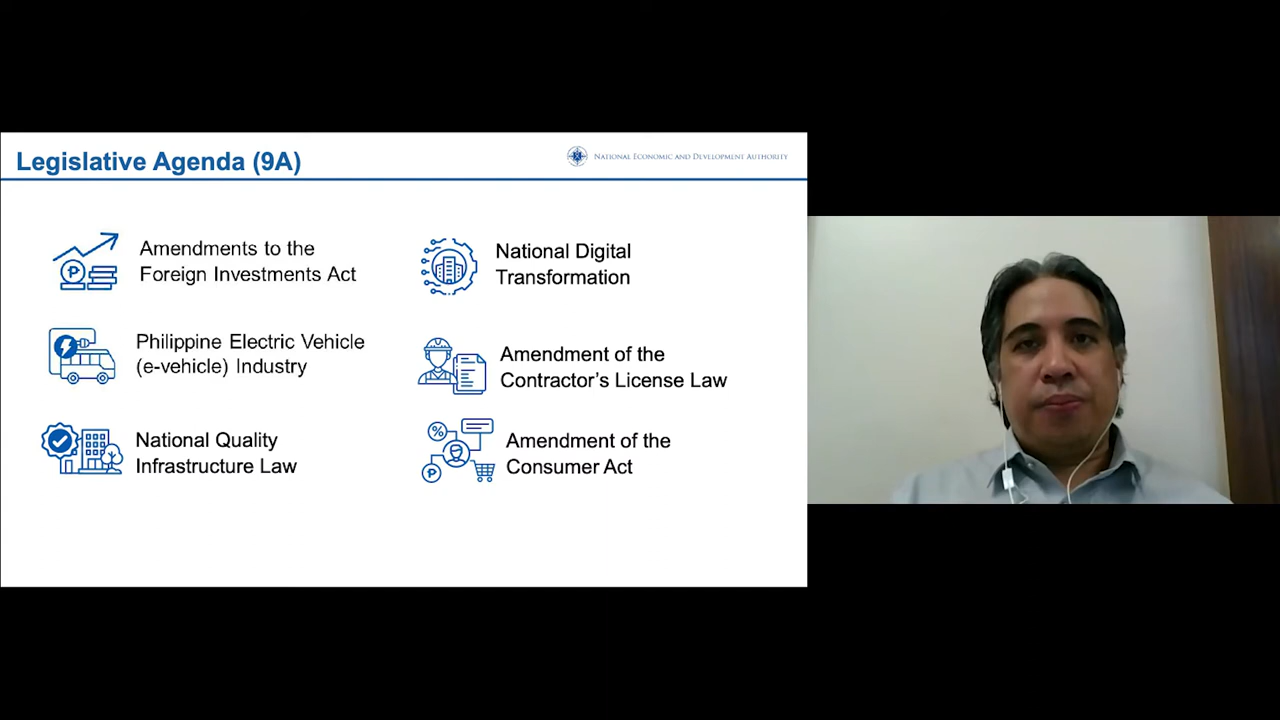 Legislative Agenda (9A)
NATIONAL ECONOMIC AND DEVELOPMENT AUTHORITY
Amendments to the
Foreign Investments Act
Philippine Electric Vehicle
(e-vehicle) Industry
National Quality
Infrastructure Law
National Digital
Transformation
Amendment of the
Contractor's License Law
Amendment of the
Consumer Act